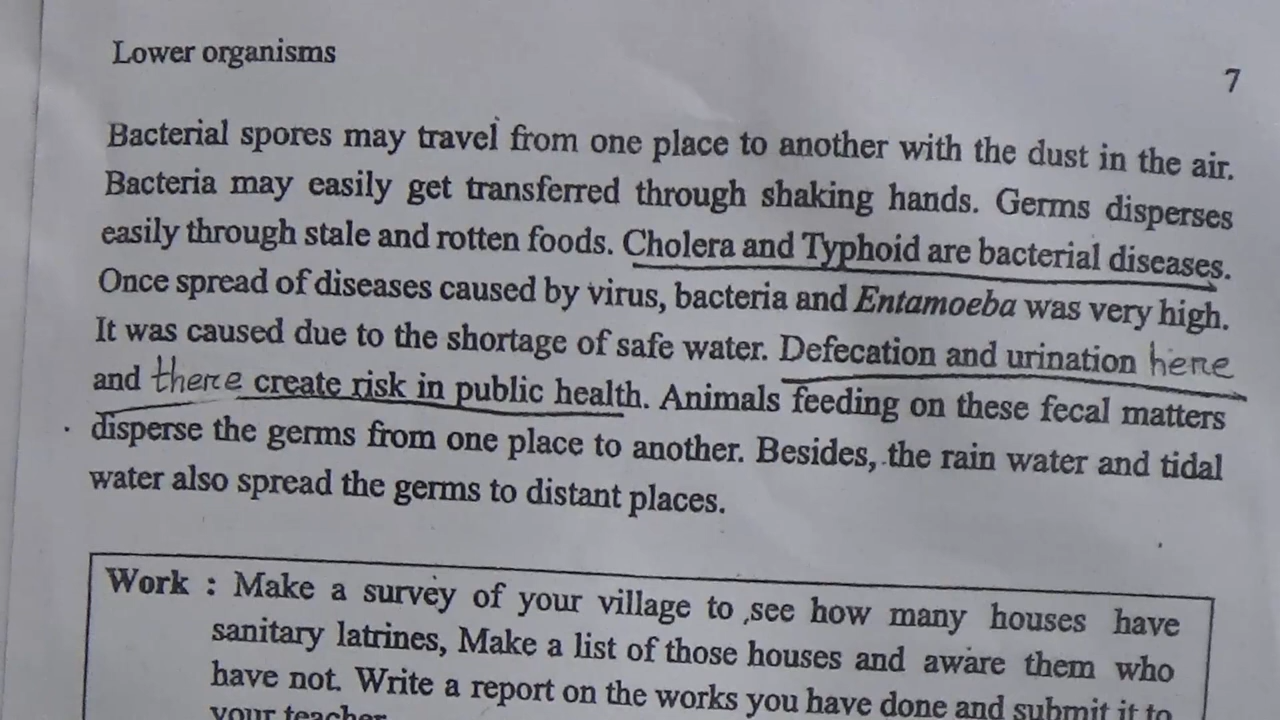 Lower organisms
7
Bacterial spores may travel from one place to another with the dust in the air.
Bacteria may easily get transferred through shaking hands. Germs disperses
easily through stale and rotten foods. Cholera and Typhoid are bacterial diseases.
Once spread of diseases caused by virus, bacteria and Entamoeba was very high.
It was caused due to the shortage of safe water. Defecation and urination here
and there create risk in public health. Animals feeding on these fecal matters
disperse the germs from one place to another. Besides, the rain water and tidal
water also spread the germs to distant places.
Work : Make a survey of your village to see how many houses have
sanitary latrines, Make a list of those houses and aware them who
have not. Write a report on the works you have done and submit it to
your teacher